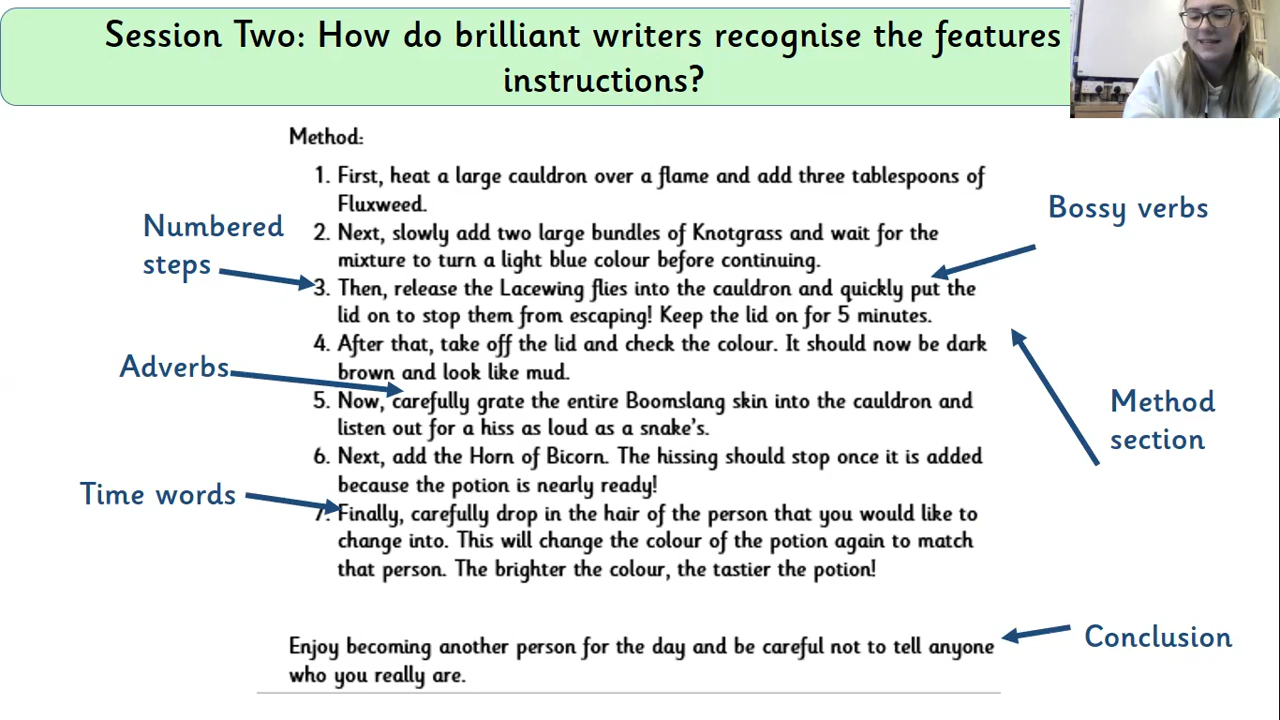 Session Two: How do brilliant writers recognise the features
instructions?
Method:
1. First, heat a large cauldron over a flame and add three tablespoons of
Fluxweed.
2. Next, slowly add two large bundles of Knotgrass and wait for the
mixture to turn a light blue colour before continuing.
3. Then, release the Lacewing flies into the cauldron and quickly put the
lid on to stop them from escaping! Keep the lid on for 5 minutes.
4. After that, take off the lid and check the colour. It should now be dark
brown and look like mud.
5. Now, carefully grate the entire Boomslang skin into the cauldron and
listen out for a hiss as loud as a snake's.
6. Next, add the Horn of Bicorn. The hissing should stop once it is added
because the potion is nearly ready!
7. Finally, carefully drop in the hair of the person that you would like to
change into. This will change the colour of the potion again to match
that person. The brighter the colour, the tastier the potion!
Enjoy becoming another person for the day and be careful not to tell anyone
who you really are.
Numbered
steps
Adverbs
Time words
Bossy verbs
Method
section
Conclusion